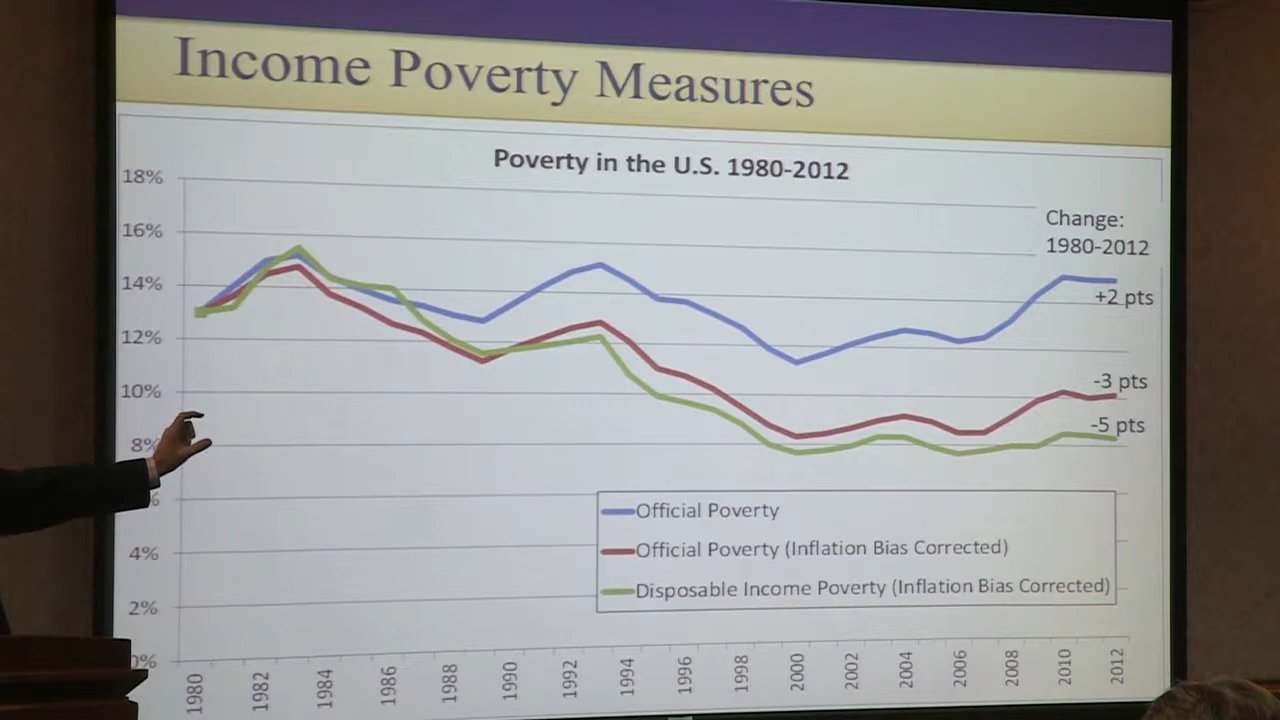 Income Poverty Measures
Poverty in the U.S. 1980-2012
18%
16%
14%
12%
10%
8%
4%
2%
0%
Change:
1980-2012
+2 pts
-3 pts
-5 pts
Official Poverty
Official Poverty (Inflation Bias Corrected)
Disposable Income Poverty (Inflation Bias Corrected)
1980 1982 1984 1986 1988 1990 1992 1994 1996 1998 2000 2002 2004 2006 2008 2010 2012